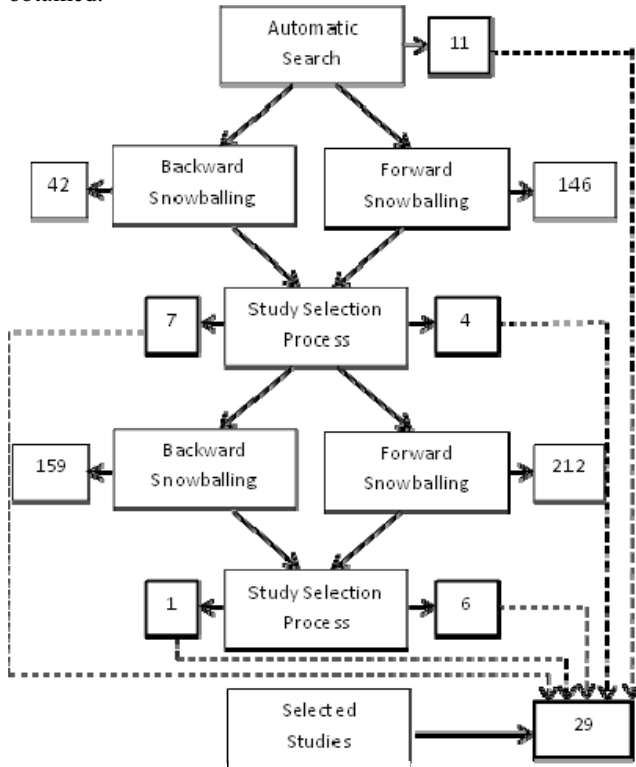 obtained.
Automatic
Search
11
42
Backward
Snowballing
Forward
Snowballing
146
7
Study Selection
Process
4
159
Backward
Snowballing
Forward
Snowballing
212
1
Study Selection
Process
6
Selected
Studies
29